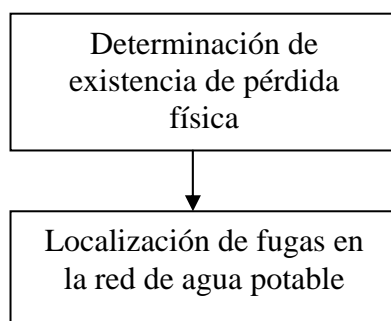 Determinación de
existencia de pérdida
física
Localización de fugas en
la red de agua potable